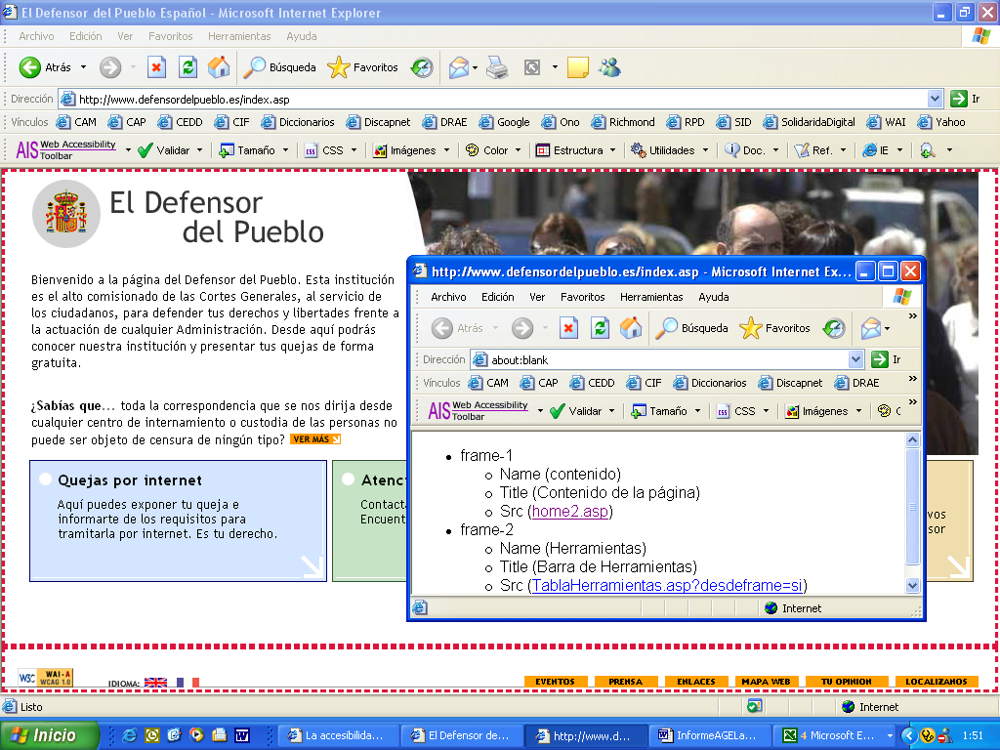 El Defensor del Pueblo Español - Microsoft Internet Explorer
Archivo Edición Ver Favoritos Herramientas Ayuda
Atrás Búsqueda Favoritos
Dirección http://www.defensordelpueblo.es/index.asp Ir
Vínculos CAM CAP CEDD CIF Diccionarios Discapnet DRAE Google Ono Richmond RPD SID SolidaridaDigital WAI Yahoo
AIS Web Accessibility Toolbar Validar Tamaño CSS Imágenes Color Estructura Utilidades Doc. Ref. IE
El Defensor
del Pueblo
Bienvenido a la página del Defensor del Pueblo. Esta institución
es el alto comisionado de las Cortes Generales, al servicio de
los ciudadanos, para defender tus derechos y libertades frente a
la actuación de cualquier Administración. Desde aquí podrás
conocer nuestra institución y presentar tus quejas de forma
gratuita.
¿Sabías que... toda la correspondencia que se nos dirija desde
cualquier centro de internamiento o custodia de las personas no
puede ser objeto de censura de ningún tipo? VER MÁS
Quejas por internet
Aquí puedes exponer tu queja e
informarte de los requisitos para
tramitarla por internet. Es tu derecho.
Atenc
Contact
Encuent
vos
sor
http://www.defensordelpueblo.es/index.asp - Microsoft Internet Ex...
Archivo Edición Ver Favoritos Herramientas Ayuda
Atrás Búsqueda Favoritos
Dirección about:blank Ir
Vínculos CAM CAP CEDD CIF Diccionarios Discapnet DRAE
AIS Web Accessibility Toolbar Validar Tamaño CSS Imágenes C
frame-1
Name (contenido)
Title (Contenido de la página)
Src (home2.asp)
frame-2
Name (Herramientas)
Title (Barra de Herramientas)
Src (TablaHerramientas.asp?desdeframe=si)
Internet
W3C WAI-A WCAG 1.0
IDIOMA:
EVENTOS PRENSA ENLACES MAPA WEB TU OPINION LOCALIZANOS
Listo Internet
Inicio La accesibilida... El Defensor de... http://www.d... InformeAGELa... 4 Microsoft E... 1:51